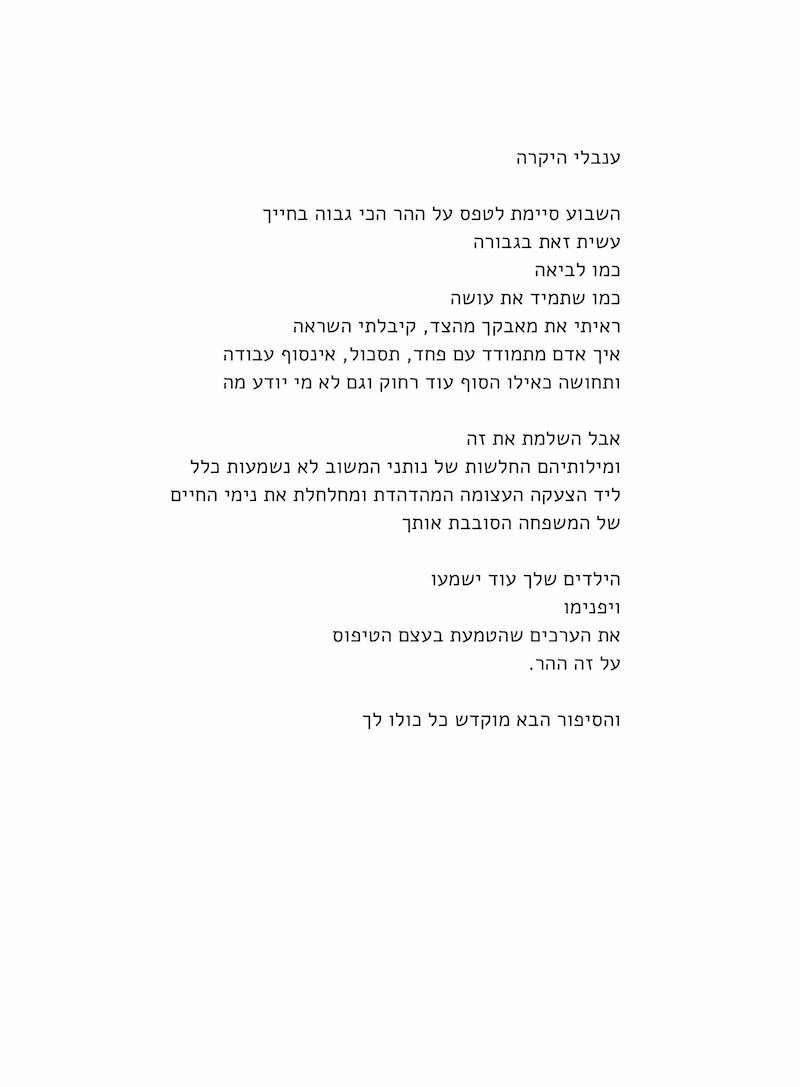 ענבלי היקרה
השבוע סיימת לטפס על ההר הכי גבוה בחייך
עשית זאת בגבורה
כמו לביאה
כמו שתמיד את עושה
ראיתי את מאבקך מהצד, קיבלתי השראה
איך אדם מתמודד עם פחד, תסכול, אינסוף עבודה
ותחושה כאילו הסוף עוד רחוק וגם לא מי יודע מה
אבל השלמת את זה
ומילותיהם החלשות של נותני המשוב לא נשמעות כלל
ליד הצעקה העצומה המהדהדת ומחלחלת את נימי החיים
של המשפחה הסובבת אותך
הילדים שלך עוד ישמעו
ויפנימו
את הערכים שהטמעת בעצם הטיפוס
על זה ההר.
והסיפור הבא מוקדש כל כולו לך